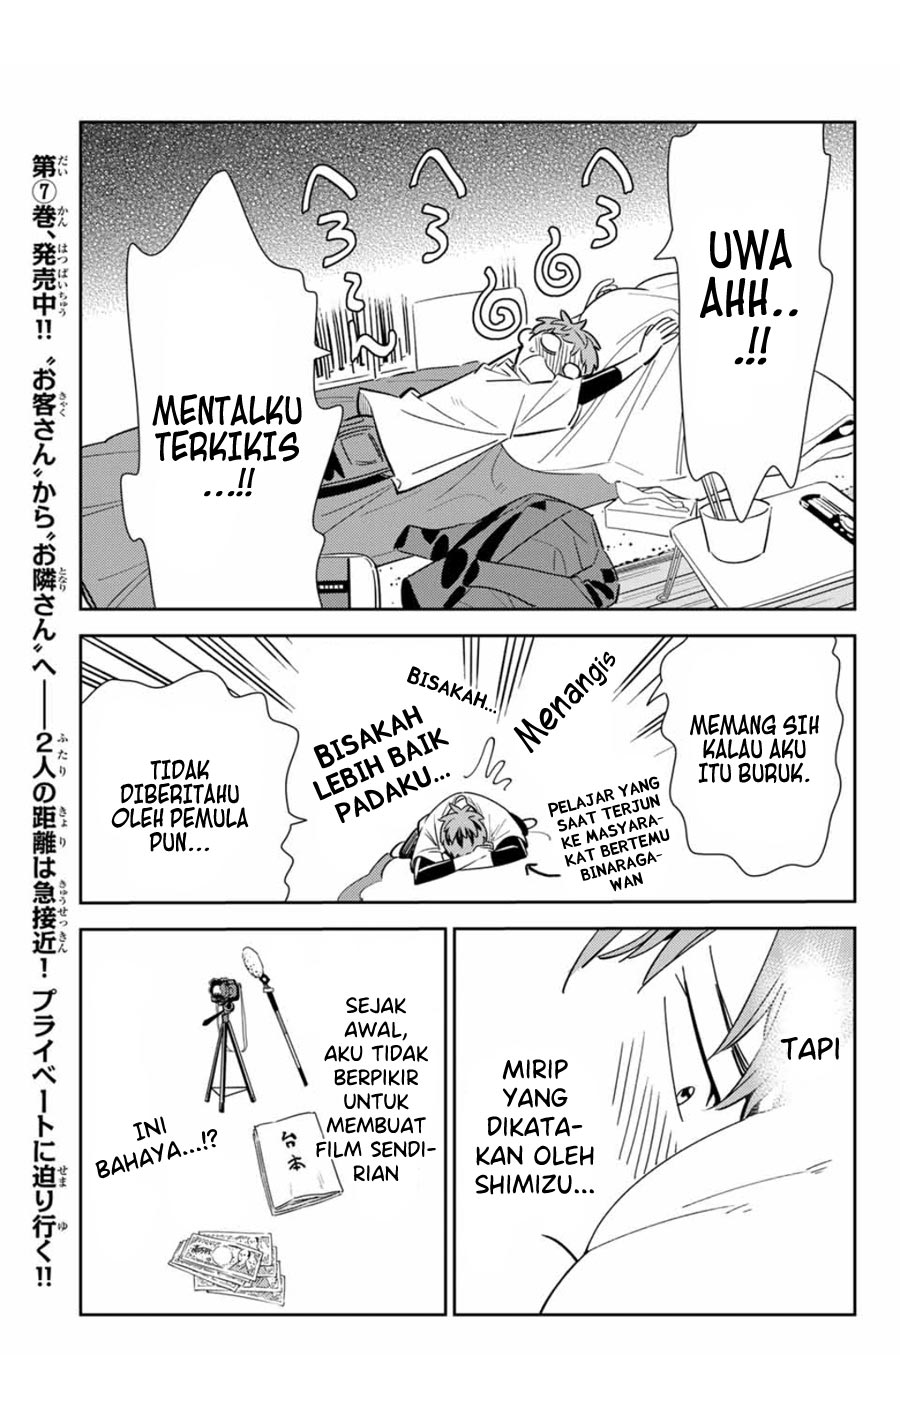 UWA
AHH..
.!!
へろ
へろ
MENTALKU
TERKIKIS
...!!
MEMANG SIH
KALAU AKU
ITU BURUK.
Menangis
BISAKAH...
BISAKAH
LEBIH BAIK
PADAKU...
PELAJAR YANG
SAAT TERJUN
KE MASYARA-
KAT BERTEMU
BINARAGA-
WAN
TIDAK
DIBERITAHU
OLEH PEMULA
PUN...
TAPI
MIRIP
YANG
DIKATA-
KAN OLEH
SHIMIZU...
SEJAK
AWAL,
AKU TIDAK
BERPIKIR
UNTUK
MEMBUAT
FILM SENDI-
RIAN
台本
INI
BAHAYA...!?
第⑦巻、発売中!!〝お客さん〟から〝お隣さん〟へ――2人の距離は急接近! プライベートに迫り行く!!